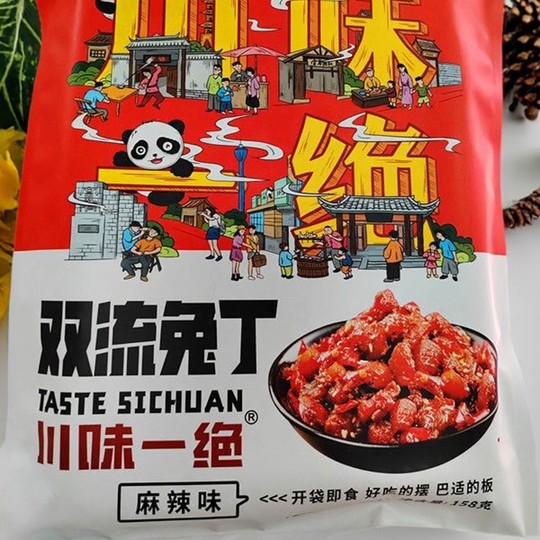 川味
一绝
双流兔丁
TASTE SICHUAN
川味一绝®
麻辣味
<<< 开袋即食 好吃的摆 巴适的板
158克